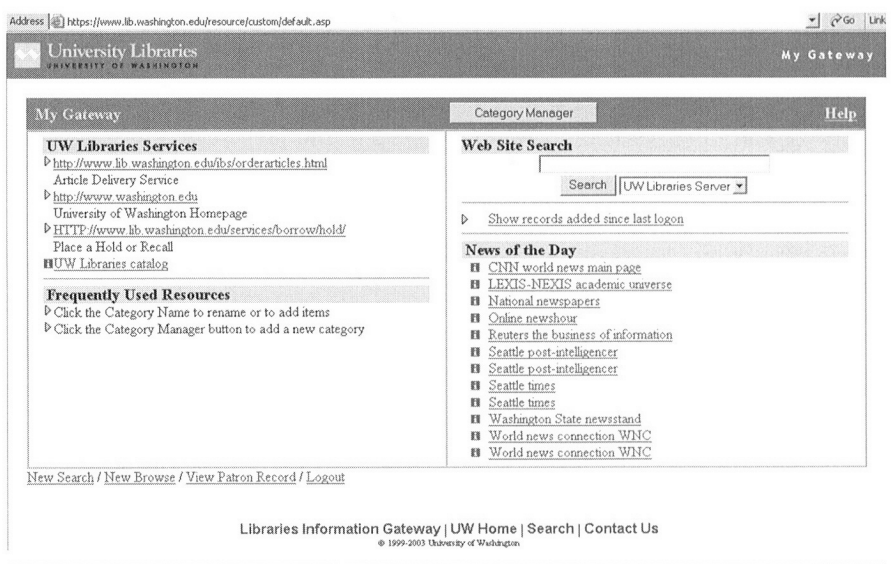 Address https://www.lib.washington.edu/resource/custom/default.asp Go Link
University Libraries
UNIVERSITY OF WASHINGTON
My Gateway
My Gateway Category Manager Help
UW Libraries Services
http://www.lib.washington.edu/ibs/orderarticles.html
Article Delivery Service
http://www.washington.edu
University of Washington Homepage
HTTP://www.lib.washington.edu/services/borrow/hold/
Place a Hold or Recall
UW Libraries catalog
Frequently Used Resources
Click the Category Name to rename or to add items
Click the Category Manager button to add a new category
Web Site Search
Search UW Libraries Server
Show records added since last logon
News of the Day
CNN world news main page
LEXIS-NEXIS academic universe
National newspapers
Online newshour
Reuters the business of information
Seattle post-intelligencer
Seattle post-intelligencer
Seattle times
Seattle times
Washington State newsstand
World news connection WNC
World news connection WNC
New Search / New Browse / View Patron Record / Logout
Libraries Information Gateway | UW Home | Search | Contact Us
© 1999-2003 University of Washington